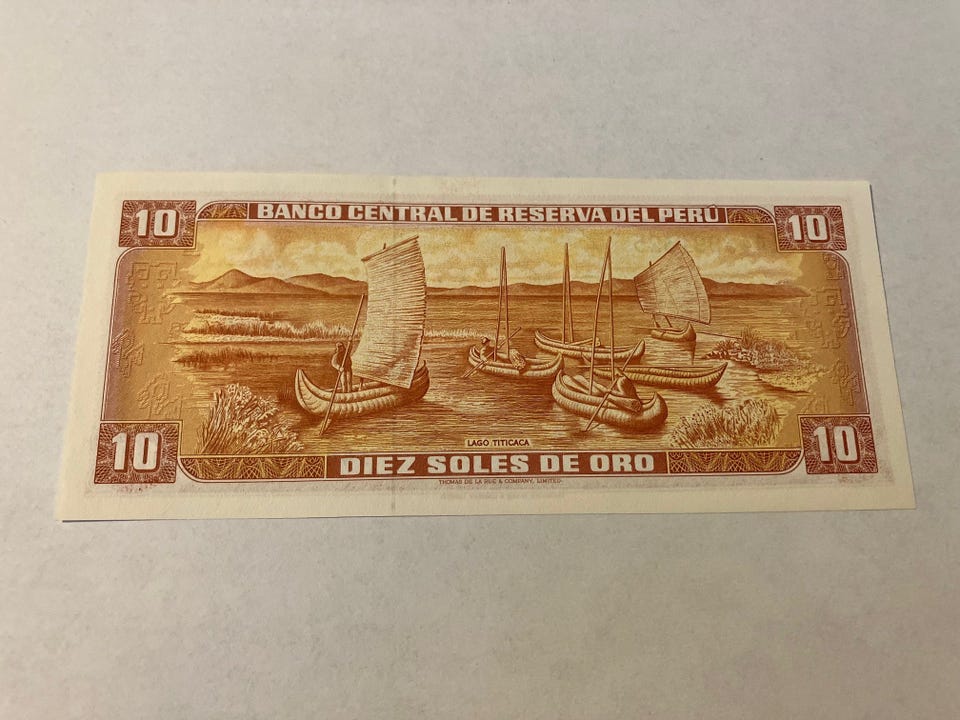 10 BANCO CENTRAL DE RESERVA DEL PERÚ 10
LAGO TITICACA
10 DIEZ SOLES DE ORO 10
THOMAS DE LA RUE & COMPANY, LIMITED.